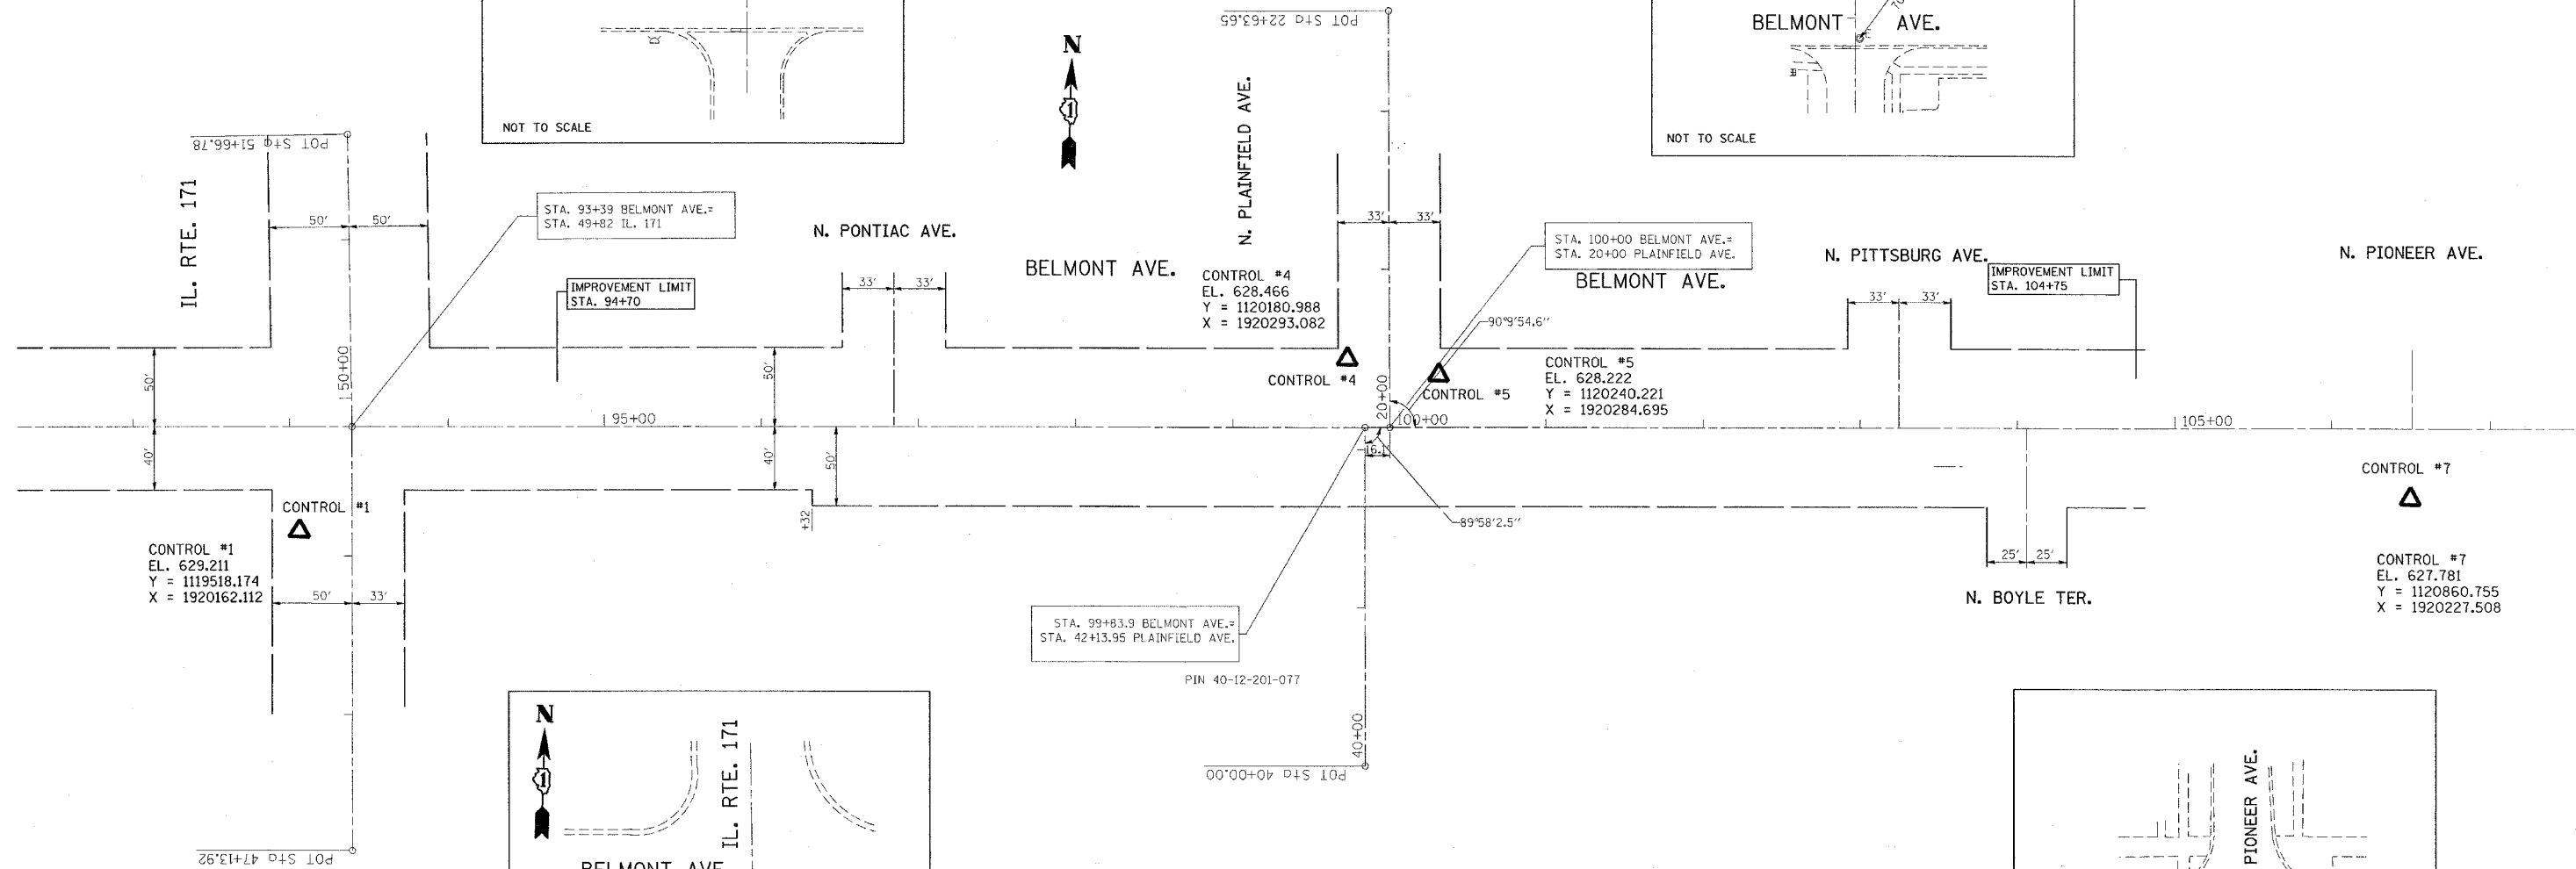 POT Sta 22+63.65
BELMONT AVE.
NOT TO SCALE
N
1
N. PLAINFIELD AVE.
NOT TO SCALE
POT Sta 51+66.78
IL. RTE. 171
50' 50'
STA. 93+39 BELMONT AVE.=
STA. 49+82 IL. 171
N. PONTIAC AVE.
33' 33'
IMPROVEMENT LIMIT
STA. 94+70
33' 33'
BELMONT AVE.
CONTROL #4
EL. 628.466
Y = 1120180.988
X = 1920293.082
STA. 100+00 BELMONT AVE.=
STA. 20+00 PLAINFIELD AVE.
BELMONT AVE.
N. PITTSBURG AVE.
33' 33'
IMPROVEMENT LIMIT
STA. 104+75
N. PIONEER AVE.
90°9'54.6"
CONTROL #4
CONTROL #5
CONTROL #5
EL. 628.222
Y = 1120240.221
X = 1920284.695
50'
50+00
50'
20+00
95+00
100+00
105+00
40'
40'
50'
16.1
+32
89°58'2.5"
CONTROL #1
CONTROL #1
EL. 629.211
Y = 1119518.174
X = 1920162.112
50' 33'
CONTROL #7
CONTROL #7
EL. 627.781
Y = 1120860.755
X = 1920227.508
25' 25'
N. BOYLE TER.
STA. 99+83.9 BELMONT AVE.=
STA. 42+13.95 PLAINFIELD AVE.
PIN 40-12-201-077
40+00
POT Sta 40+00.00
POT Sta 47+13.92
N
1
IL. RTE. 171
BELMONT AVE
PIONEER AVE.